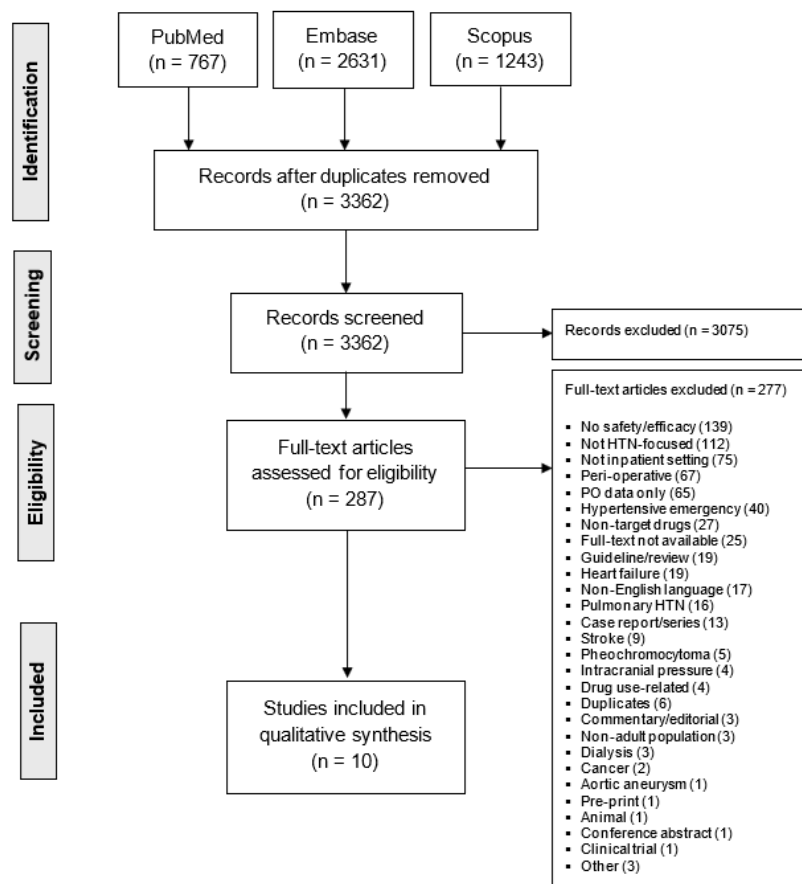 PubMed
(n = 767)
Embase
(n = 2631)
Scopus
(n = 1243)
Identification
Records after duplicates removed
(n = 3362)
Screening
Records screened
(n = 3362)
Records excluded (n = 3075)
Eligibility
Full-text articles
assessed for eligibility
(n = 287)
Full-text articles excluded (n = 277)
▪ No safety/efficacy (139)
▪ Not HTN-focused (112)
▪ Not inpatient setting (75)
▪ Peri-operative (67)
▪ PO data only (65)
▪ Hypertensive emergency (40)
▪ Non-target drugs (27)
▪ Full-text not available (25)
▪ Guideline/review (19)
▪ Heart failure (19)
▪ Non-English language (17)
▪ Pulmonary HTN (16)
▪ Case report/series (13)
▪ Stroke (9)
▪ Pheochromocytoma (5)
▪ Intracranial pressure (4)
▪ Drug use-related (4)
▪ Duplicates (6)
▪ Commentary/editorial (3)
▪ Non-adult population (3)
▪ Dialysis (3)
▪ Cancer (2)
▪ Aortic aneurysm (1)
▪ Pre-print (1)
▪ Animal (1)
▪ Conference abstract (1)
▪ Clinical trial (1)
▪ Other (3)
Included
Studies included in
qualitative synthesis
(n = 10)